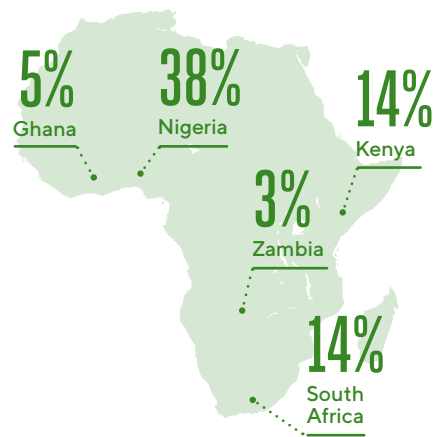 5%
Ghana
38%
Nigeria
14%
Kenya
3%
Zambia
14%
South
Africa